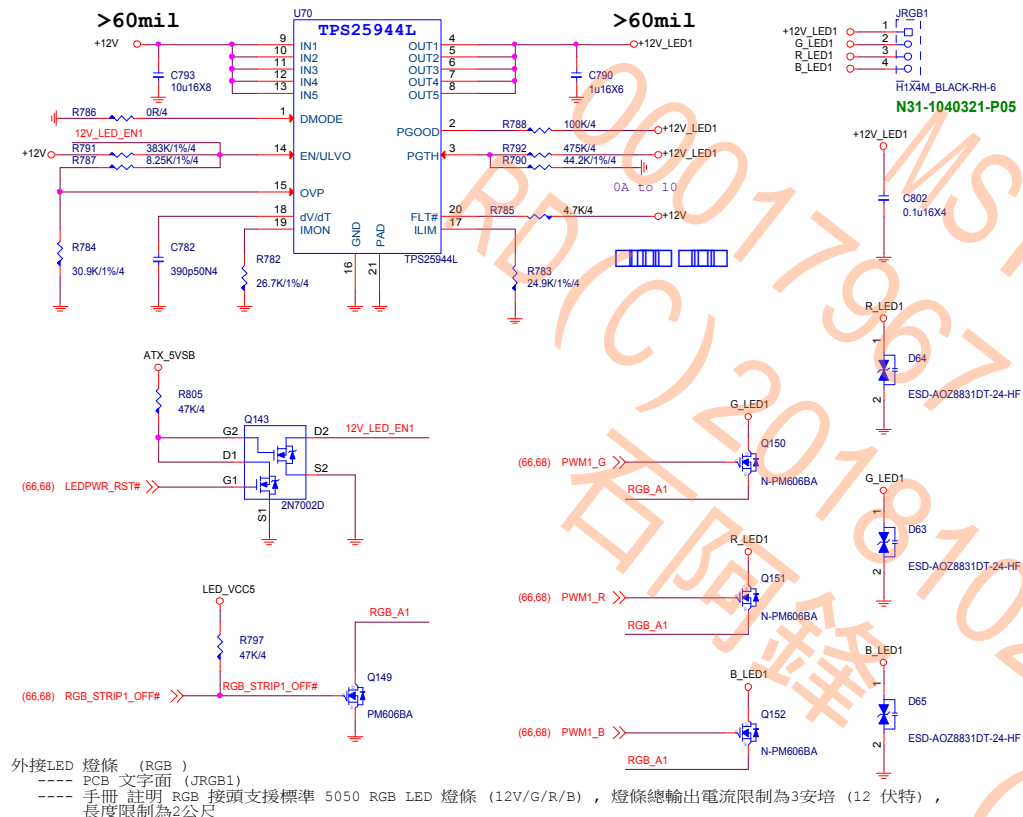 >60mil
+12V
U70
TPS25944L
9 IN1
10 IN2
11 IN3
12 IN4
13 IN5
1 DMODE
14 EN/ULVO
15 OVP
18 dV/dT
19 IMON
OUT1 4
OUT2 5
OUT3 6
OUT4 7
OUT5 8
PGOOD 2
PGTH 3
FLT# 20
ILIM 17
GND
PAD
16
21
TPS25944L
C793
10u16X8
R786 0R/4
12V_LED_EN1
+12V
R791 383K/1%/4
R787 8.25K/1%/4
R784
30.9K/1%/4
C782
390p50N4
R782
26.7K/1%/4
>60mil
+12V_LED1
C790
1u16X6
R788 100K/4 +12V_LED1
R792 475K/4 +12V_LED1
R790 44.2K/1%/4
0A to 10
R785 4.7K/4 +12V
R783
24.9K/1%/4
JRGB1
+12V_LED1 1
G_LED1 2
R_LED1 3
B_LED1 4
H1X4M_BLACK-RH-6
N31-1040321-P05
+12V_LED1
C802
0.1u16X4
R_LED1
1
D64
ESD-AOZ8831DT-24-HF
2
G_LED1
1
D63
ESD-AOZ8831DT-24-HF
2
B_LED1
1
D65
ESD-AOZ8831DT-24-HF
2
ATX_5VSB
R805
47K/4
Q143
G2
D1
G1
S1
D2
S2
12V_LED_EN1
2N7002D
(66,68) LEDPWR_RST#
LED_VCC5
R797
47K/4
RGB_A1
(66,68) RGB_STRIP1_OFF#
RGB_STRIP1_OFF#
Q149
PM606BA
G_LED1
Q150
(66,68) PWM1_G
N-PM606BA
RGB_A1
R_LED1
Q151
(66,68) PWM1_R
N-PM606BA
RGB_A1
B_LED1
Q152
(66,68) PWM1_B
N-PM606BA
RGB_A1
外接LED 燈條 (RGB )
---- PCB 文字面 (JRGB1)
---- 手冊 註明 RGB 接頭支援標準 5050 RGB LED 燈條 (12V/G/R/B) , 燈條總輸出電流限制為3安培 (12 伏特) ,
長度限制為2公尺
00017967
RD(C)2018102
石阿鋒